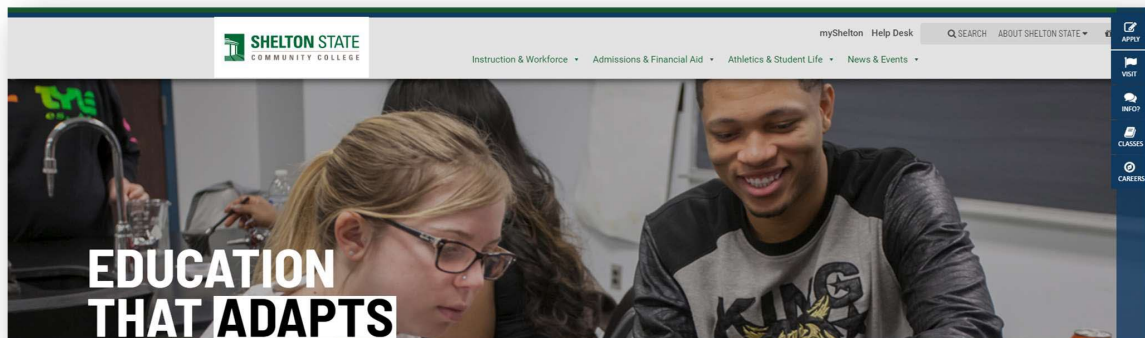 myShelton Help Desk SEARCH ABOUT SHELTON STATE
SHELTON STATE
COMMUNITY COLLEGE
Instruction & Workforce Admissions & Financial Aid Athletics & Student Life News & Events
APPLY
VISIT
INFO?
CLASSES
CAREERS
EDUCATION
THAT ADAPTS
KING